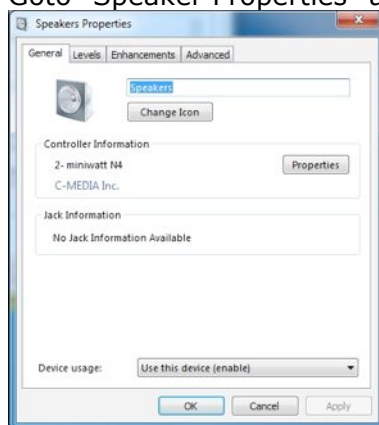 Goto "Speaker Properties" a
Speakers Properties
General Levels Enhancements Advanced
Speakers
Change Icon
Controller Information
2- miniwatt N4 Properties
C-MEDIA Inc.
Jack Information
No Jack Information Available
Device usage: Use this device (enable)
OK Cancel Apply